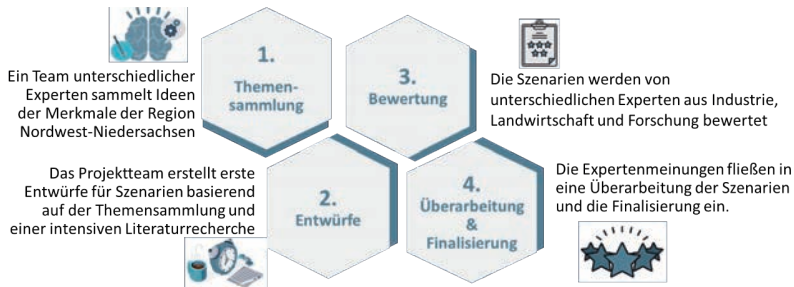 1.
Themen-
sammlung
Ein Team unterschiedlicher
Experten sammelt Ideen
der Merkmale der Region
Nordwest-Niedersachsen
2.
Entwürfe
Das Projektteam erstellt erste
Entwürfe für Szenarien basierend
auf der Themensammlung und
einer intensiven Literaturrecherche
3.
Bewertung
Die Szenarien werden von
unterschiedlichen Experten aus Industrie,
Landwirtschaft und Forschung bewertet
4.
Überarbeitung
&
Finalisierung
Die Expertenmeinungen fließen in
eine Überarbeitung der Szenarien
und die Finalisierung ein.